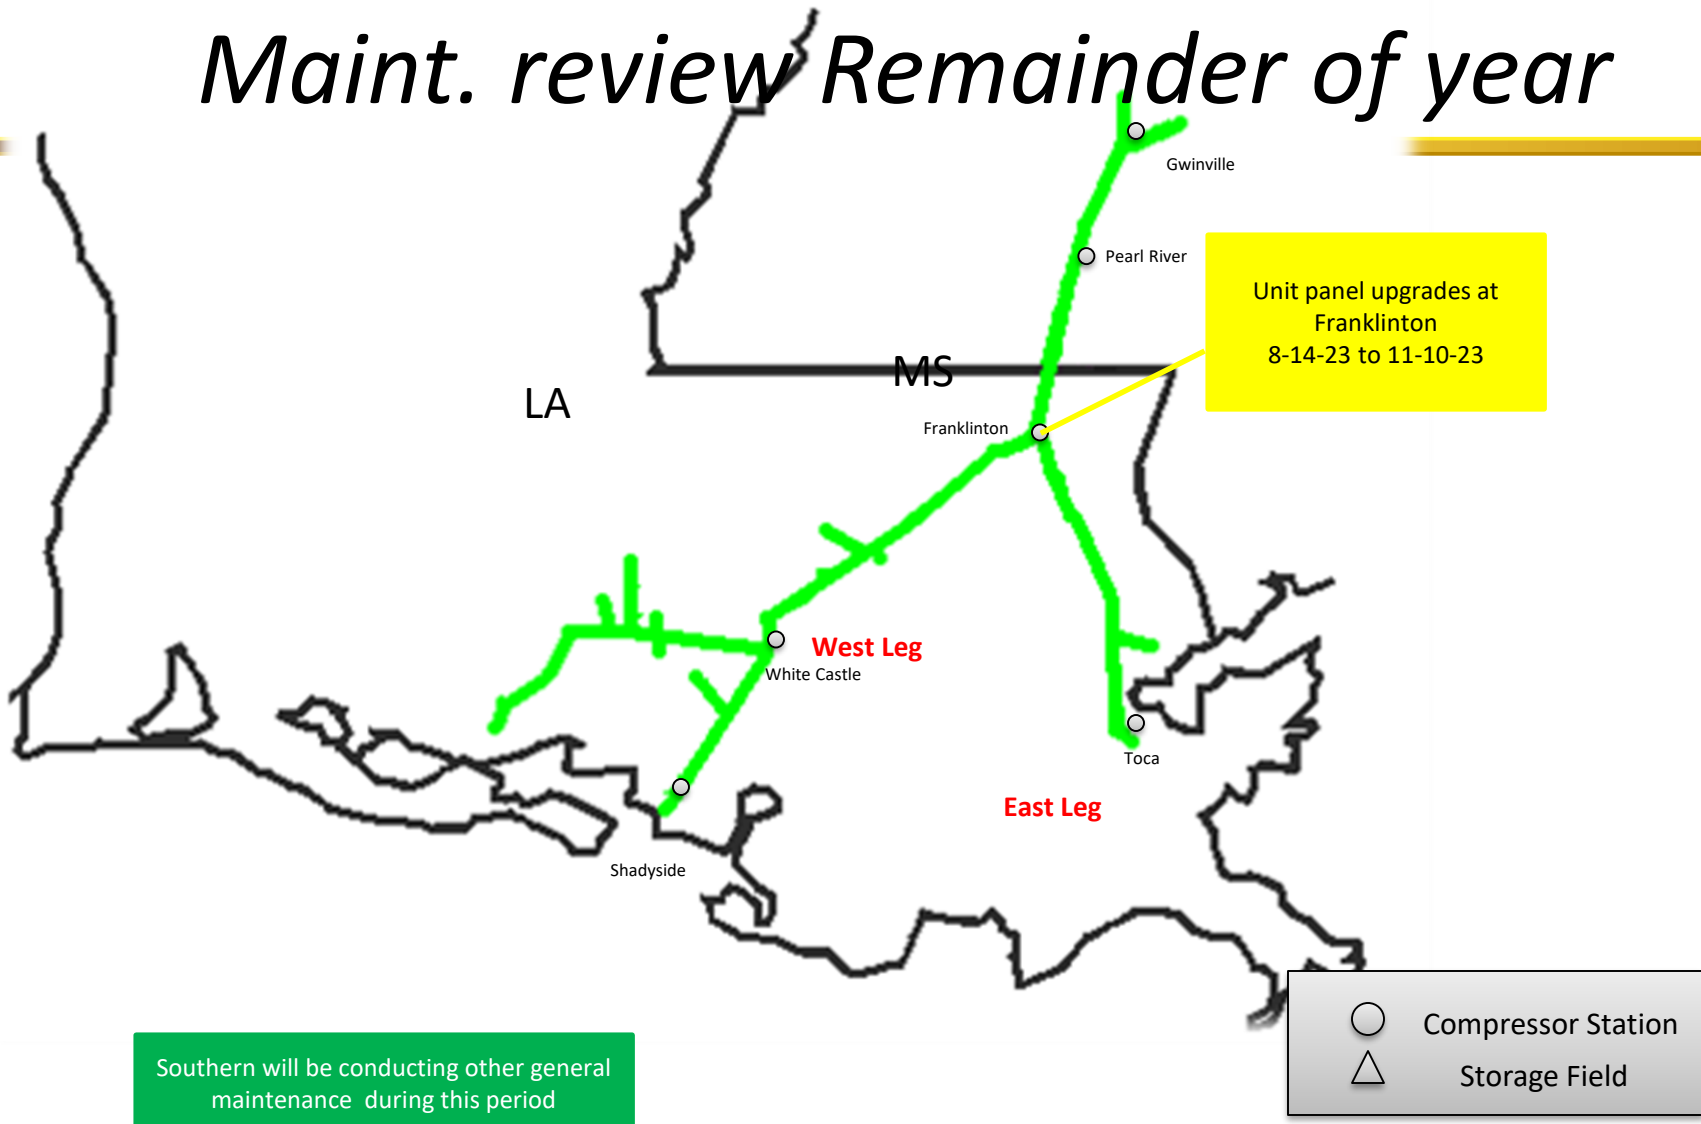 Maint. review Remainder of year
Gwinville
Pearl River
Unit panel upgrades at
Franklinton
8-14-23 to 11-10-23
MS
LA
Franklinton
West Leg
White Castle
Toca
East Leg
Shadyside
Compressor Station
Storage Field
Southern will be conducting other general
maintenance  during this period